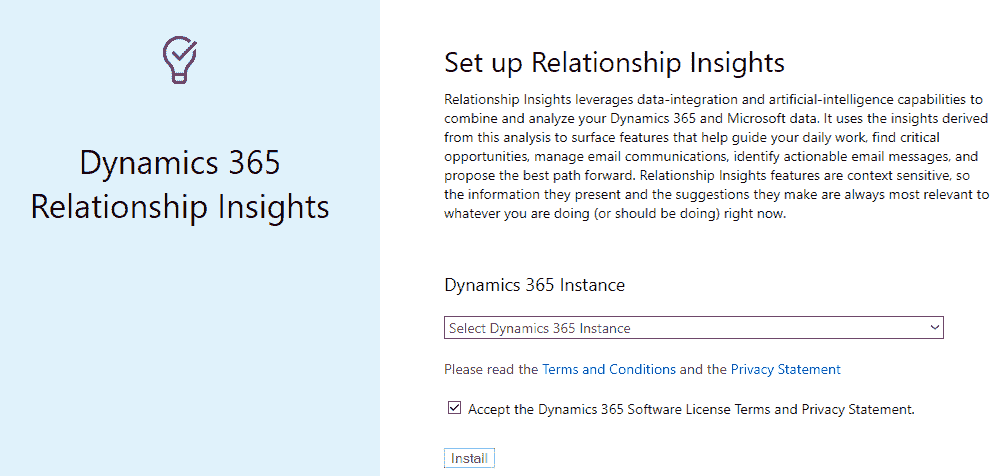 Dynamics 365
Relationship Insights
Set up Relationship Insights
Relationship Insights leverages data-integration and artificial-intelligence capabilities to
combine and analyze your Dynamics 365 and Microsoft data. It uses the insights derived
from this analysis to surface features that help guide your daily work, find critical
opportunities, manage email communications, identify actionable email messages, and
propose the best path forward. Relationship Insights features are context sensitive, so
the information they present and the suggestions they make are always most relevant to
whatever you are doing (or should be doing) right now.
Dynamics 365 Instance
Select Dynamics 365 Instance
Please read the Terms and Conditions and the Privacy Statement
Accept the Dynamics 365 Software License Terms and Privacy Statement.
Install